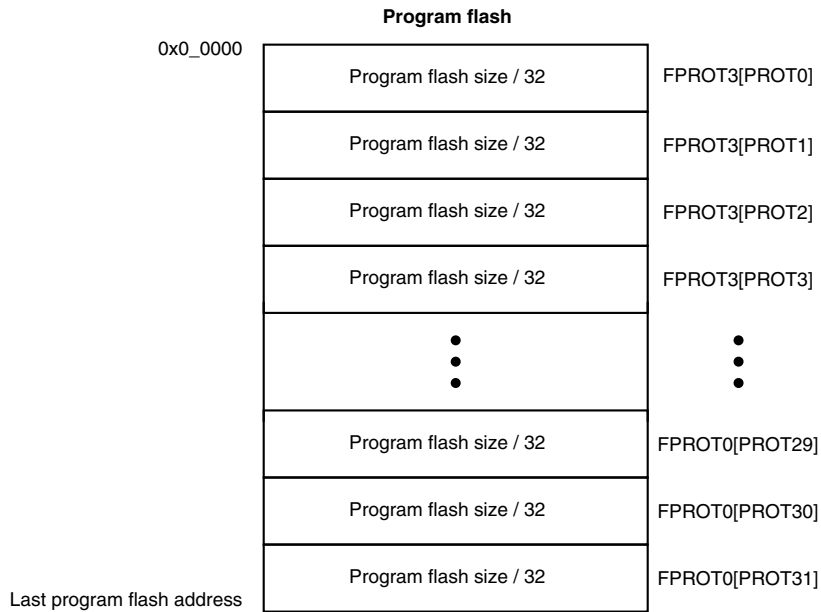 Program flash
0x0_0000
Program flash size / 32 FPROT3[PROT0]
Program flash size / 32 FPROT3[PROT1]
Program flash size / 32 FPROT3[PROT2]
Program flash size / 32 FPROT3[PROT3]
Program flash size / 32 FPROT0[PROT29]
Program flash size / 32 FPROT0[PROT30]
Program flash size / 32 FPROT0[PROT31]
Last program flash address